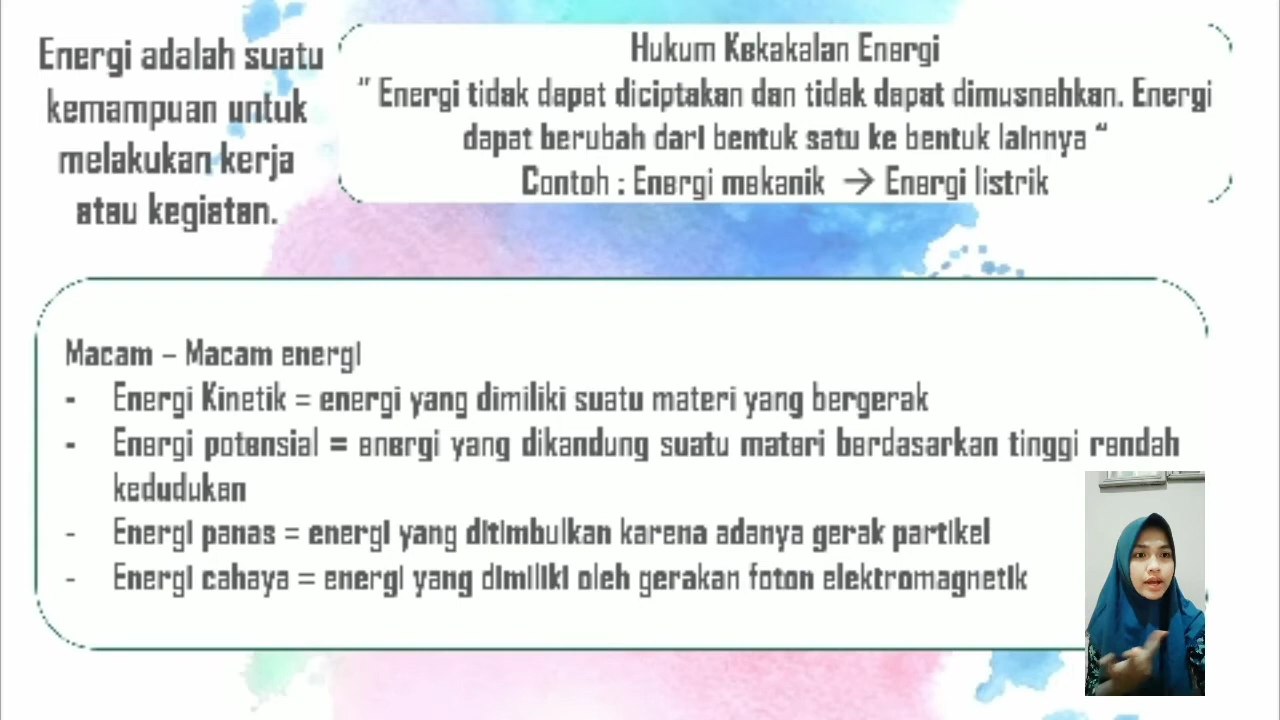 Energi adalah suatu
kemampuan untuk
melakukan kerja
atau kegiatan.
Hukum Kekakalan Energi
" Energi tidak dapat diciptakan dan tidak dapat dimusnahkan. Energi
dapat berubah dari bentuk satu ke bentuk lainnya “
Contoh : Energi mekanik → Energi listrik
Macam – Macam energi
- Energi Kinetik = energi yang dimiliki suatu materi yang bergerak
- Energi potensial = energi yang dikandung suatu materi berdasarkan tinggi rendah
kedudukan
- Energi panas = energi yang ditimbulkan karena adanya gerak partikel
- Energi cahaya = energi yang dimiliki oleh gerakan foton elektromagnetik